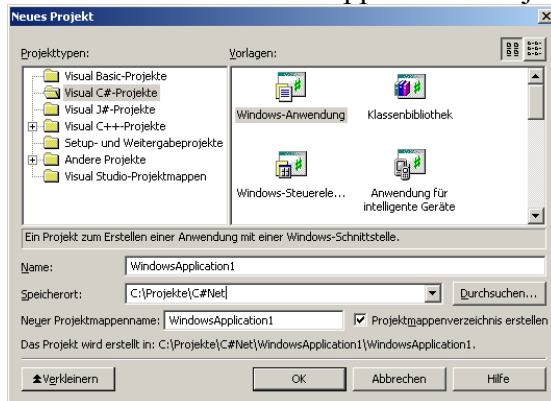 Neues Projekt
Projekttypen:
Vorlagen:
Visual Basic-Projekte
Visual C#-Projekte
Visual J#-Projekte
Visual C++-Projekte
Setup- und Weitergabeprojekte
Andere Projekte
Visual Studio-Projektmappen
Windows-Anwendung
Klassenbibliothek
Windows-Steuerele...
Anwendung für
intelligente Geräte
Ein Projekt zum Erstellen einer Anwendung mit einer Windows-Schnittstelle.
Name:
WindowsApplication1
Speicherort:
C:\Projekte\C#Net
Durchsuchen...
Neuer Projektmappenname:
WindowsApplication1
Projektmappenverzeichnis erstellen
Das Projekt wird erstellt in: C:\Projekte\C#Net\WindowsApplication1\WindowsApplication1.
Verkleinern
OK
Abbrechen
Hilfe